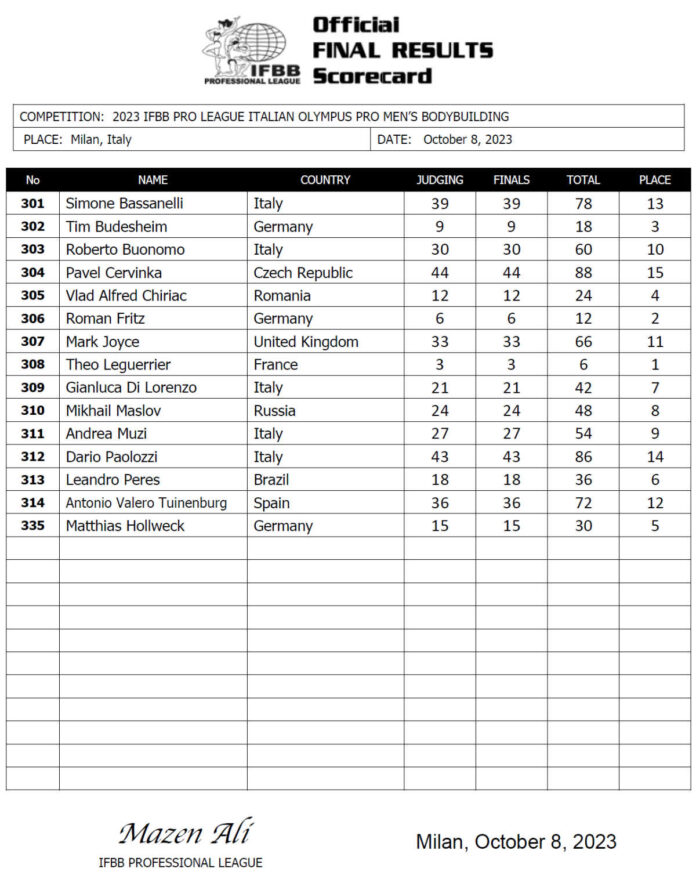 Official
FINAL RESULTS
Scorecard
IFBB
PROFESSIONAL LEAGUE
COMPETITION: 2023 IFBB PRO LEAGUE ITALIAN OLYMPUS PRO MEN'S BODYBUILDING
PLACE: Milan, Italy DATE: October 8, 2023
No NAME COUNTRY JUDGING FINALS TOTAL PLACE
301 Simone Bassanelli Italy 39 39 78 13
302 Tim Budesheim Germany 9 9 18 3
303 Roberto Buonomo Italy 30 30 60 10
304 Pavel Cervinka Czech Republic 44 44 88 15
305 Vlad Alfred Chiriac Romania 12 12 24 4
306 Roman Fritz Germany 6 6 12 2
307 Mark Joyce United Kingdom 33 33 66 11
308 Theo Leguerrier France 3 3 6 1
309 Gianluca Di Lorenzo Italy 21 21 42 7
310 Mikhail Maslov Russia 24 24 48 8
311 Andrea Muzi Italy 27 27 54 9
312 Dario Paolozzi Italy 43 43 86 14
313 Leandro Peres Brazil 18 18 36 6
314 Antonio Valero Tuinenburg Spain 36 36 72 12
335 Matthias Hollweck Germany 15 15 30 5
Mazen Ali
IFBB PROFESSIONAL LEAGUE
Milan, October 8, 2023